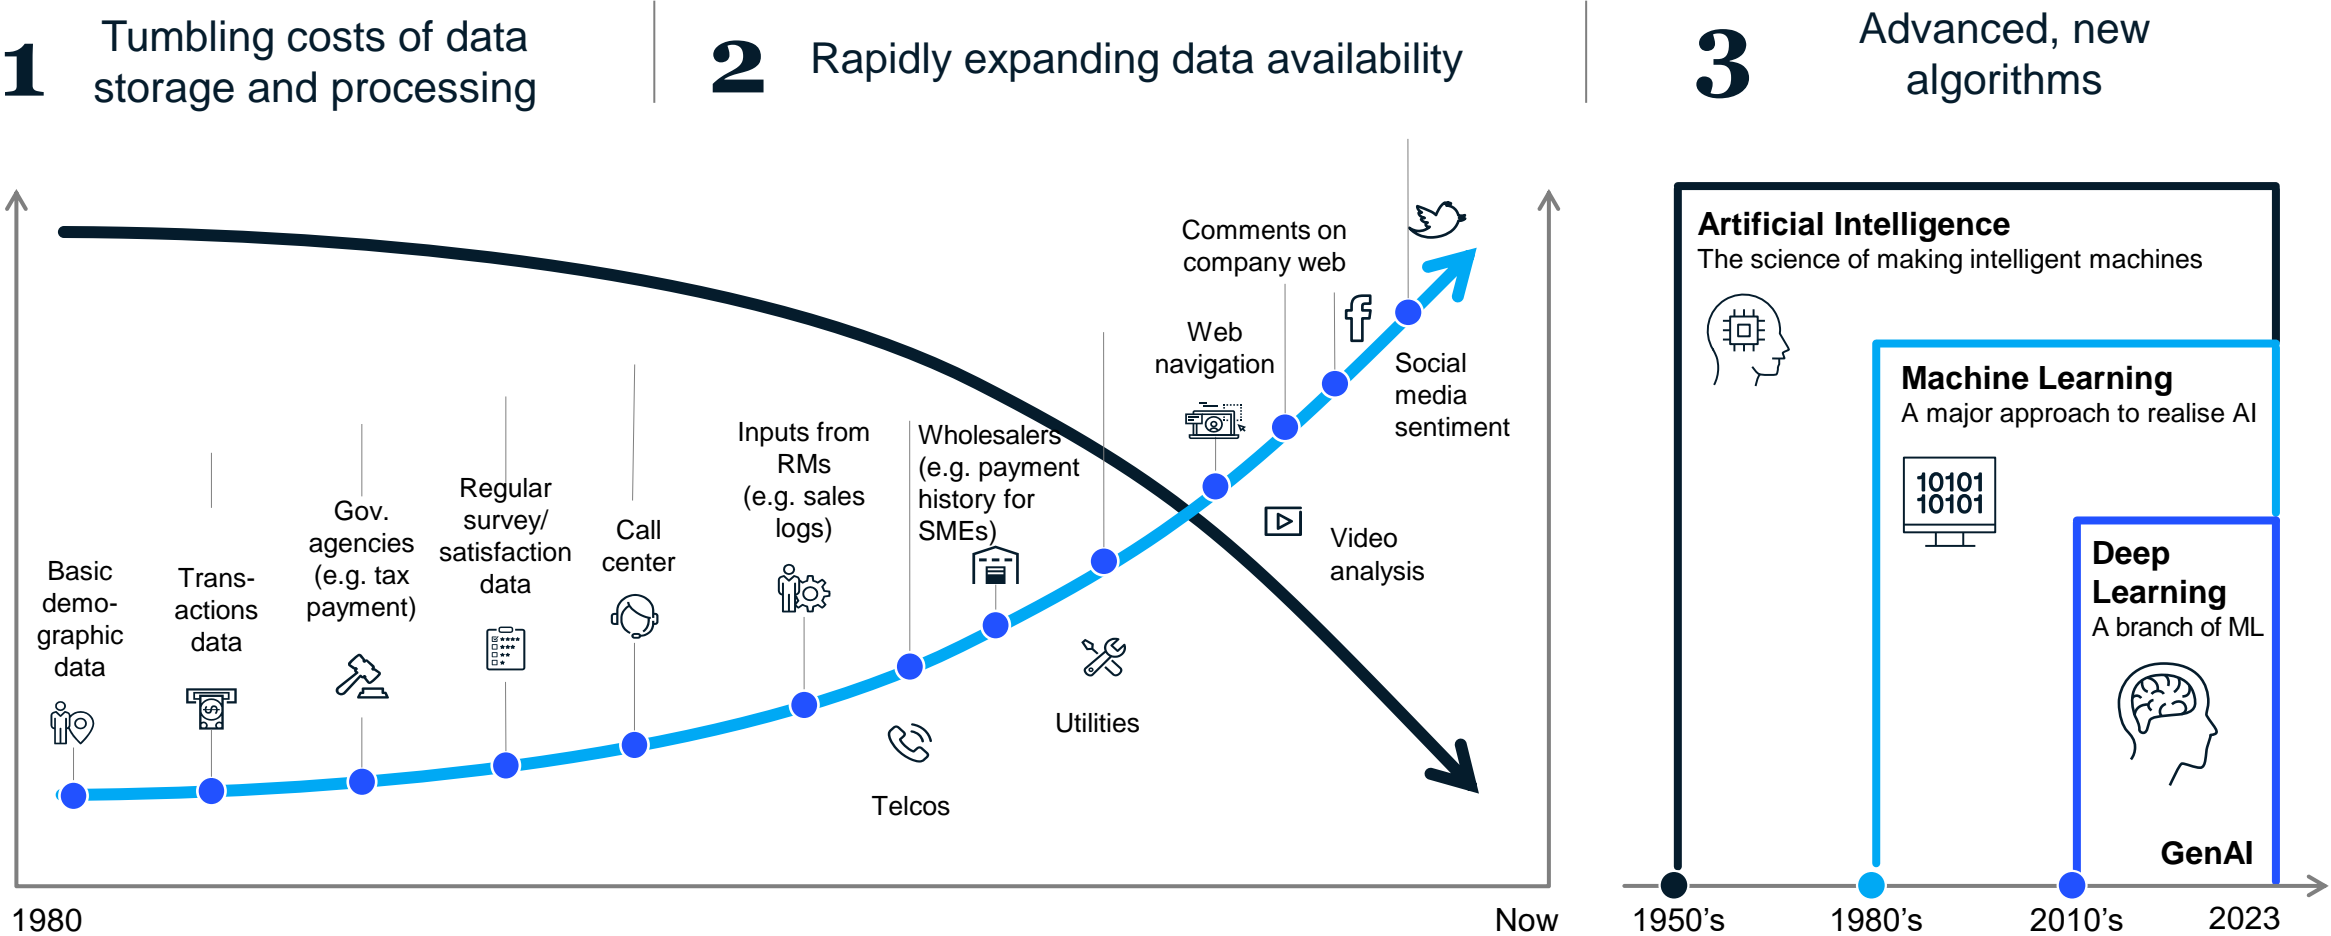 1
Tumbling costs of data
storage and processing
2
Rapidly expanding data availability
3
Advanced, new
algorithms
Basic
demo-
graphic
data
Trans-
actions
data
Gov.
agencies
(e.g. tax
payment)
Regular
survey/
satisfaction
data
Call
center
Inputs from
RMs
(e.g. sales
logs)
Telcos
Wholesalers
(e.g. payment
history for
SMEs)
Utilities
Web
navigation
Comments on
company web
Video
analysis
Social
media
sentiment
1980
Now
Artificial Intelligence
The science of making intelligent machines
Machine Learning
A major approach to realise AI
10101
10101
Deep
Learning
A branch of ML
GenAI
1950's
1980's
2010's
2023